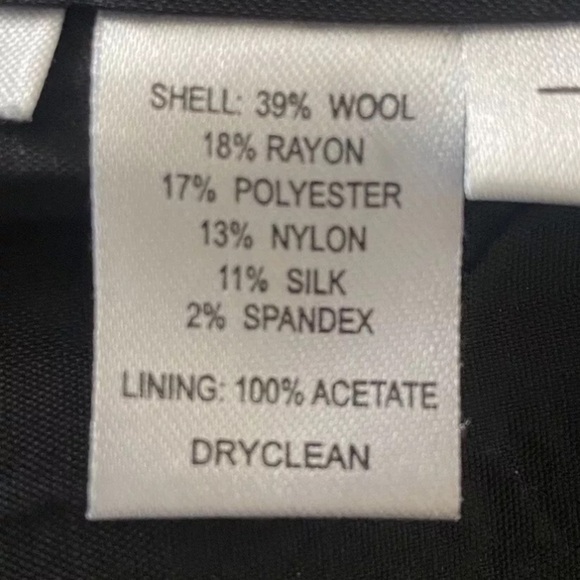 SHELL: 39% WOOL
18% RAYON
17% POLYESTER
13% NYLON
11% SILK
2% SPANDEX
LINING: 100% ACETATE
DRYCLEAN